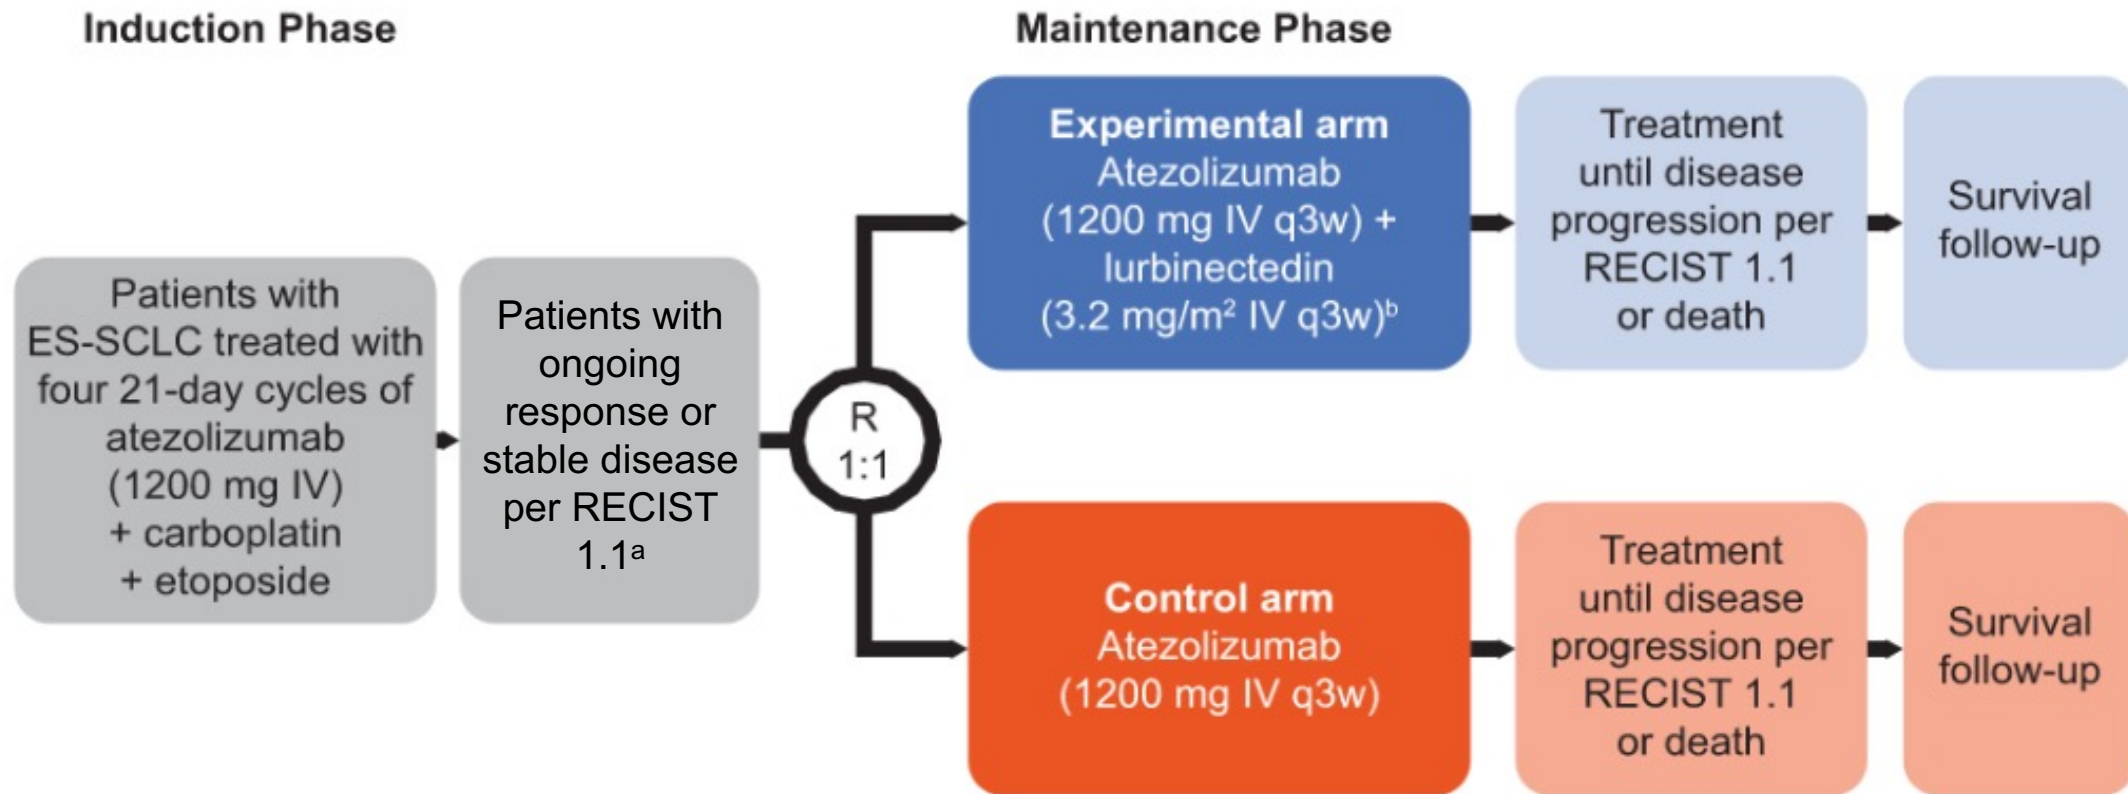 Induction Phase
Maintenance Phase
Patients with
ES-SCLC treated with
four 21-day cycles of
atezolizumab
(1200 mg IV)
+ carboplatin
+ etoposide
Patients with
ongoing
response or
stable disease
per RECIST
1.1ᵃ
R
1:1
Experimental arm
Atezolizumab
(1200 mg IV q3w) +
lurbinectedin
(3.2 mg/m² IV q3w)ᵇ
Treatment
until disease
progression per
RECIST 1.1
or death
Survival
follow-up
Control arm
Atezolizumab
(1200 mg IV q3w)
Treatment
until disease
progression per
RECIST 1.1
or death
Survival
follow-up